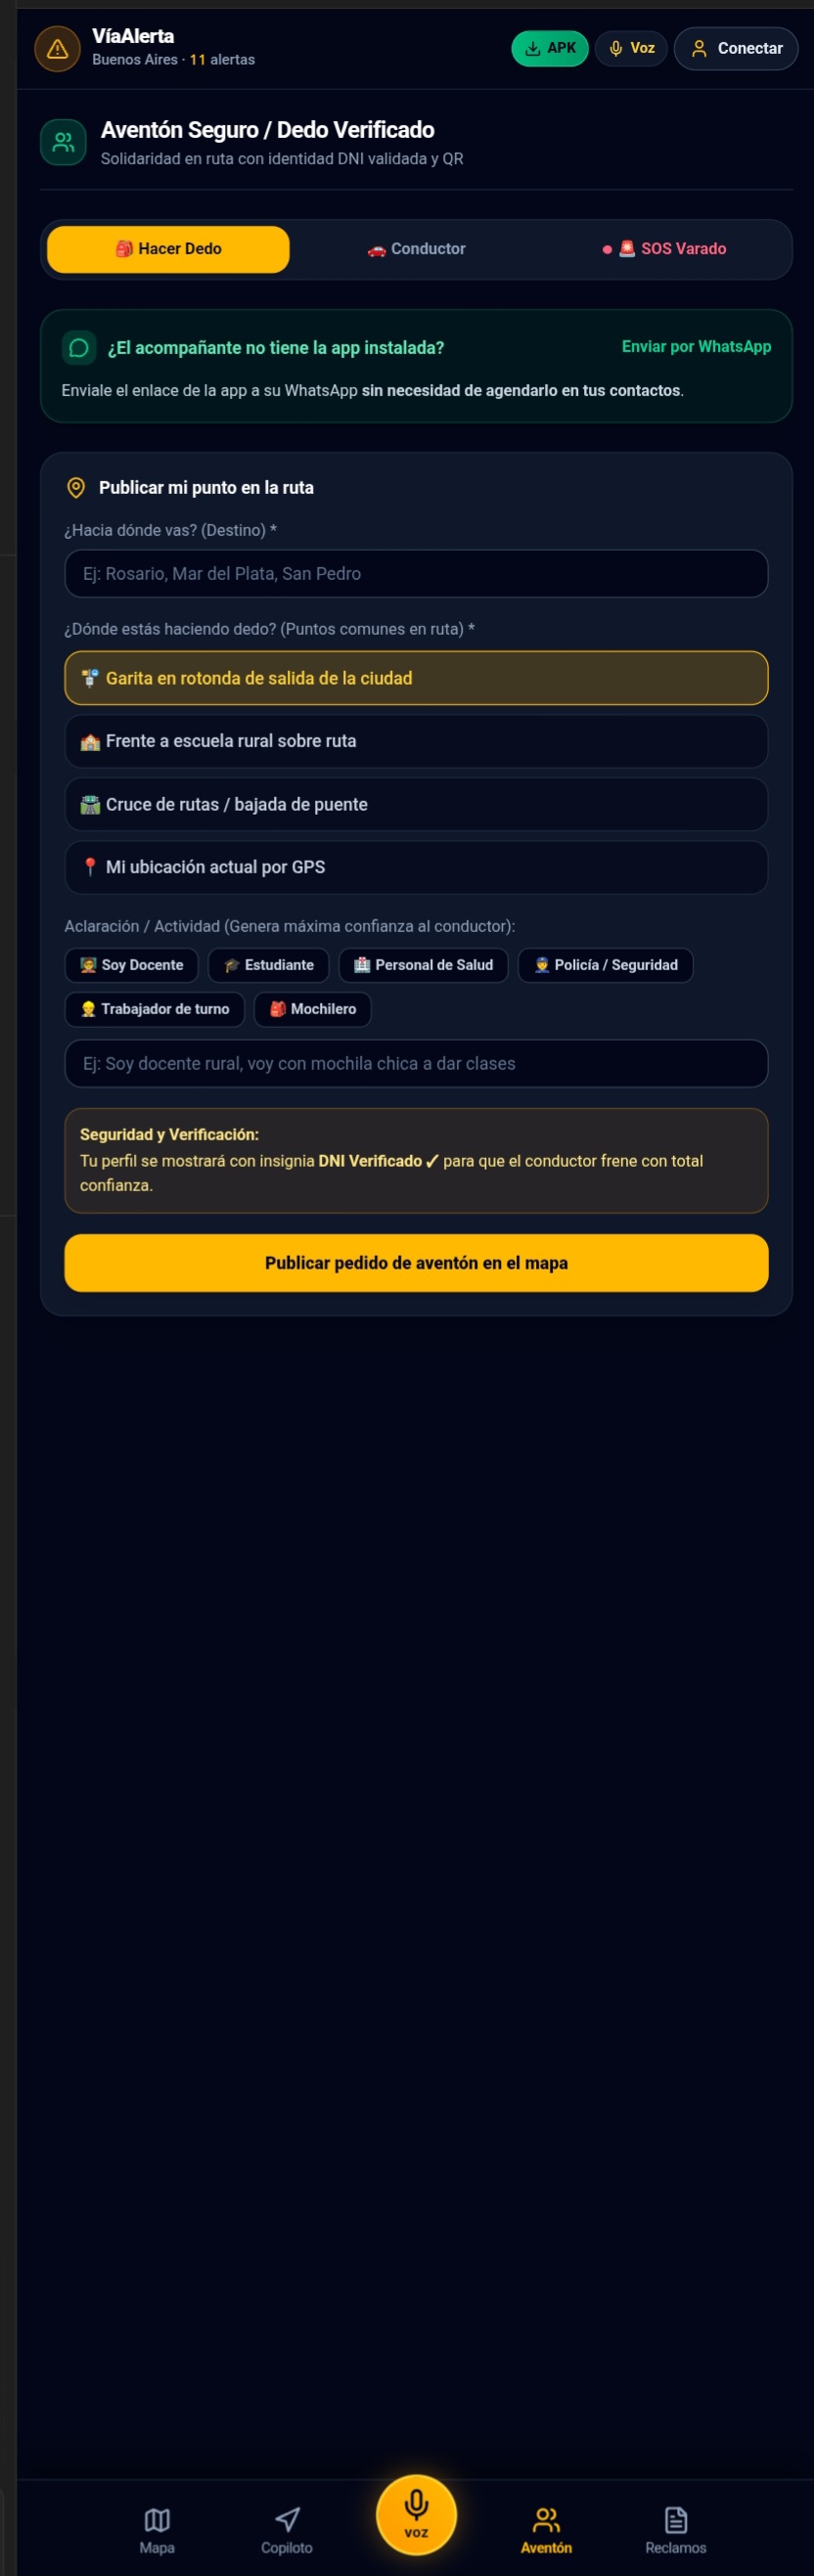 VíaAlerta
Buenos Aires · 11 alertas
APK
Voz
Conectar
Aventón Seguro / Dedo Verificado
Solidaridad en ruta con identidad DNI validada y QR
🎒 Hacer Dedo
🚗 Conductor
🚨 SOS Varado
¿El acompañante no tiene la app instalada?
Enviar por WhatsApp
Enviale el enlace de la app a su WhatsApp sin necesidad de agendarlo en tus contactos.
Publicar mi punto en la ruta
¿Hacia dónde vas? (Destino) *
Ej: Rosario, Mar del Plata, San Pedro
¿Dónde estás haciendo dedo? (Puntos comunes en ruta) *
🚏 Garita en rotonda de salida de la ciudad
🏫 Frente a escuela rural sobre ruta
🛣️ Cruce de rutas / bajada de puente
📍 Mi ubicación actual por GPS
Aclaración / Actividad (Genera máxima confianza al conductor):
👩‍🏫 Soy Docente
🎓 Estudiante
🏥 Personal de Salud
👮 Policía / Seguridad
👷 Trabajador de turno
🎒 Mochilero
Ej: Soy docente rural, voy con mochila chica a dar clases
Seguridad y Verificación:
Tu perfil se mostrará con insignia DNI Verificado ✓ para que el conductor frene con total
confianza.
Publicar pedido de aventón en el mapa
Mapa
Copiloto
voz
Aventón
Reclamos